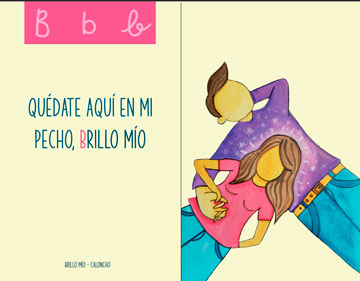 B b b
QUÉDATE AQUÍ EN MI
PECHO, BRILLO MÍO
BRILLO MÍO - CALONCHO